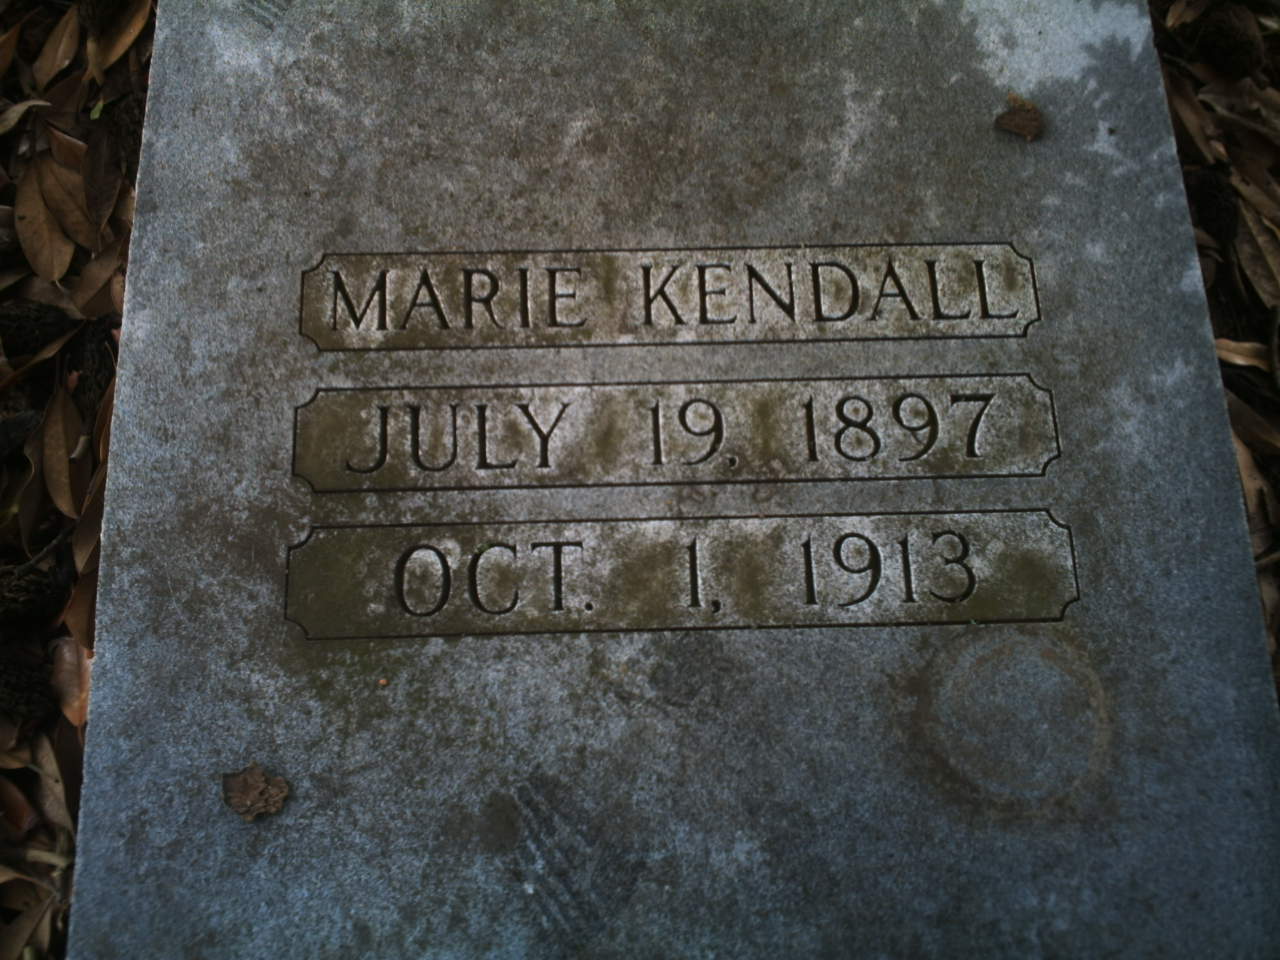 MARIE KENDALL
JULY 19, 1897
OCT. 1, 1913